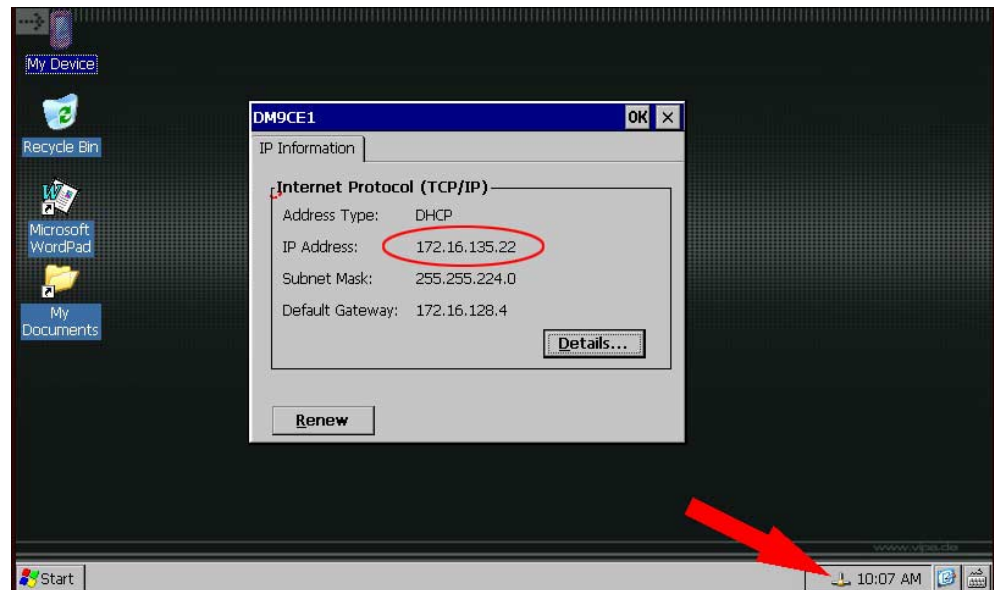 My Device
Recycle Bin
Microsoft
WordPad
My
Documents
DM9CE1
OK
IP Information
Internet Protocol (TCP/IP)
Address Type: DHCP
IP Address: 172.16.135.22
Subnet Mask: 255.255.224.0
Default Gateway: 172.16.128.4
Details...
Renew
www.vipa.de
Start
10:07 AM